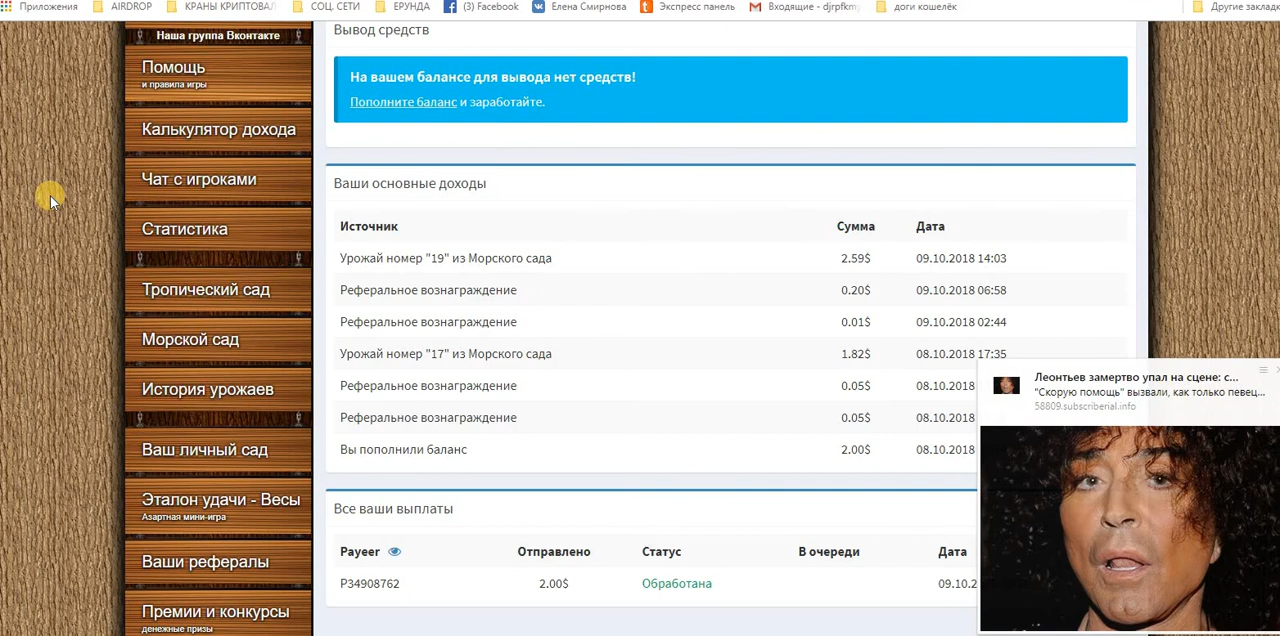 Приложения AIRDROP КРАНЫ КРИПТОВАЛ СОЦ. СЕТИ ЕРУНДА (3) Facebook Елена Смирнова Экспресс панель Входящие - djrpfkmy доги кошелёк Другие заклад
Наша группа Вконтакте
Помощь
и правила игры
Калькулятор дохода
Чат с игроками
Статистика
Тропический сад
Морской сад
История урожаев
Ваш личный сад
Эталон удачи - Весы
Азартная мини-игра
Ваши рефералы
Премии и конкурсы
денежные призы
Вывод средств
На вашем балансе для вывода нет средств!
Пополните баланс и заработайте.
Ваши основные доходы
Источник Сумма Дата
Урожай номер "19" из Морского сада 2.59$ 09.10.2018 14:03
Реферальное вознаграждение 0.20$ 09.10.2018 06:58
Реферальное вознаграждение 0.01$ 09.10.2018 02:44
Урожай номер "17" из Морского сада 1.82$ 08.10.2018 17:35
Реферальное вознаграждение 0.05$ 08.10.2018
Реферальное вознаграждение 0.05$ 08.10.2018
Вы пополнили баланс 2.00$ 08.10.2018
Все ваши выплаты
Payeer Отправлено Статус В очереди Дата
P34908762 2.00$ Обработана 09.10.2
Леонтьев замертво упал на сцене: с...
"Скорую помощь" вызвали, как только певец...
58809.subscriberial.info